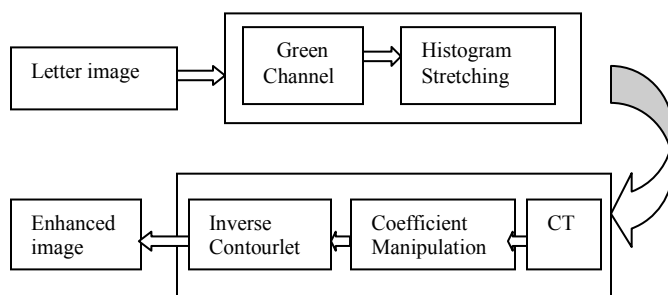 Letter image
Green
Channel
Histogram
Stretching
Enhanced
image
Inverse
Contourlet
Coefficient
Manipulation
CT